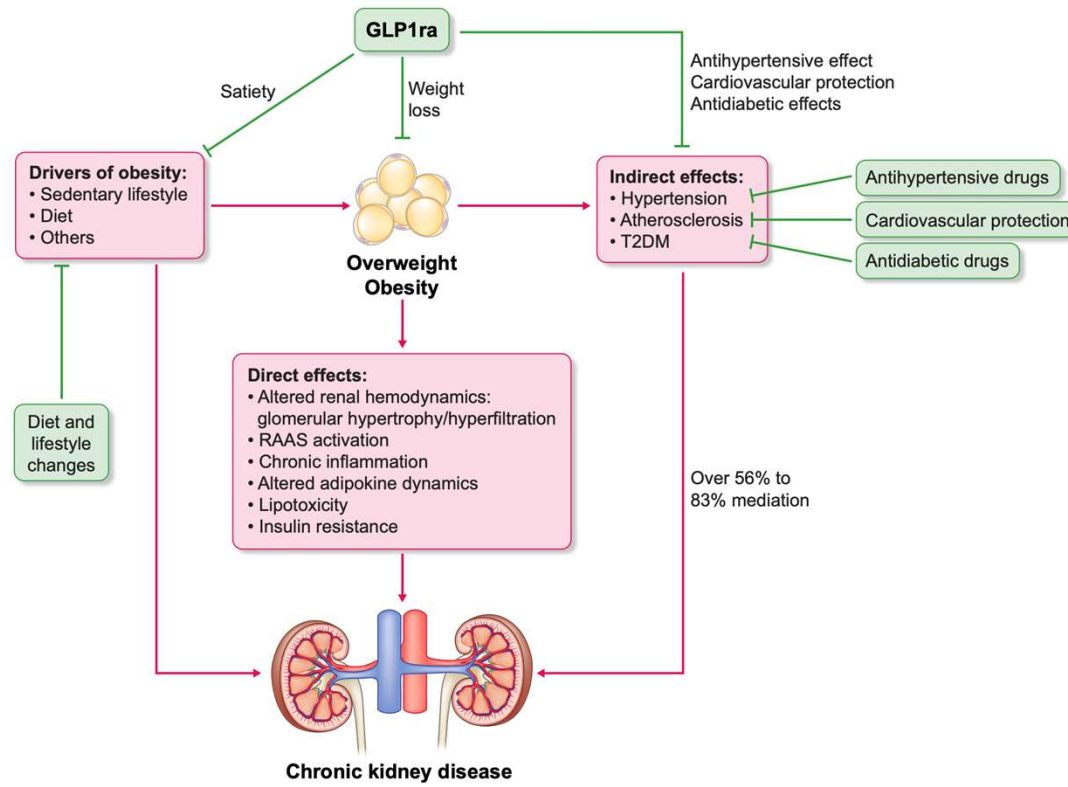 GLP1ra
Satiety
Weight
loss
Antihypertensive effect
Cardiovascular protection
Antidiabetic effects
Drivers of obesity:
• Sedentary lifestyle
• Diet
• Others
Overweight
Obesity
Indirect effects:
• Hypertension
• Atherosclerosis
• T2DM
Antihypertensive drugs
Cardiovascular protection
Antidiabetic drugs
Diet and
lifestyle
changes
Direct effects:
• Altered renal hemodynamics:
glomerular hypertrophy/hyperfiltration
• RAAS activation
• Chronic inflammation
• Altered adipokine dynamics
• Lipotoxicity
• Insulin resistance
Over 56% to
83% mediation
Chronic kidney disease